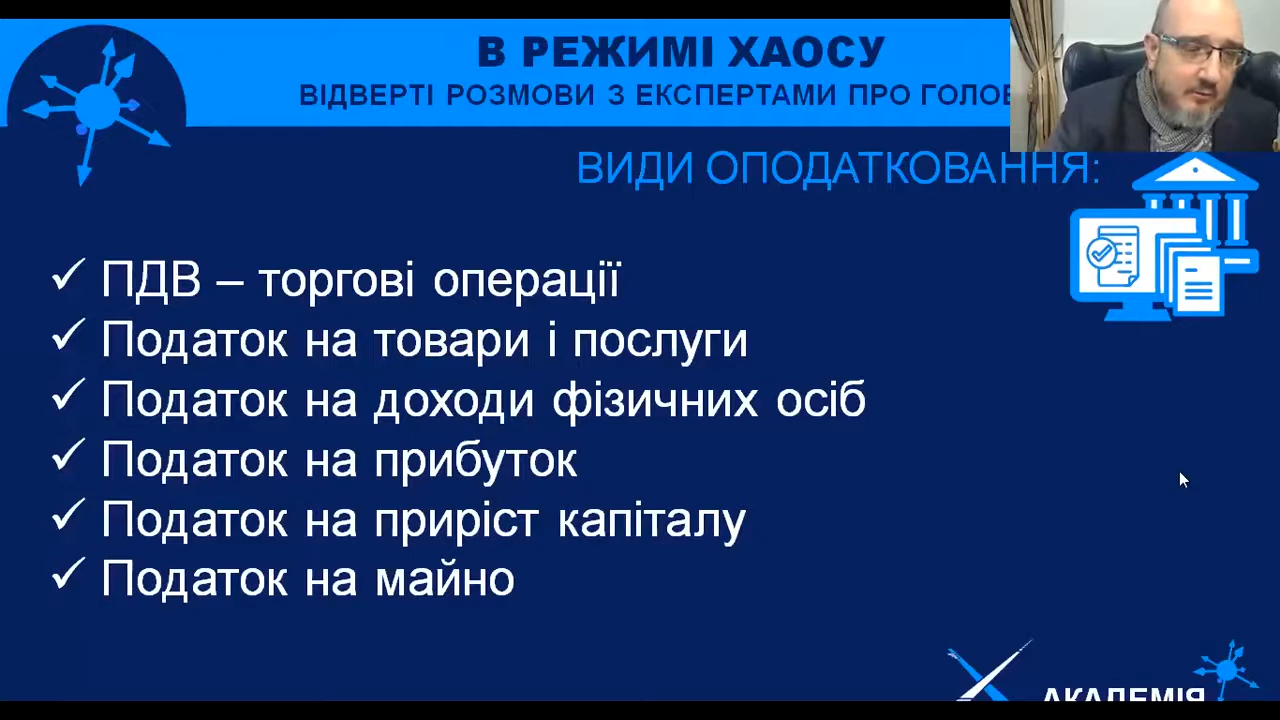 В РЕЖИМІ ХАОСУ
ВІДВЕРТІ РОЗМОВИ З ЕКСПЕРТАМИ ПРО
ВИДИ ОПОДАТКОВАННЯ:
✓ ПДВ – торгові операції
✓ Податок на товари і послуги
✓ Податок на доходи фізичних осіб
✓ Податок на прибуток
✓ Податок на приріст капіталу
✓ Податок на майно
АКАДЕМІЯ